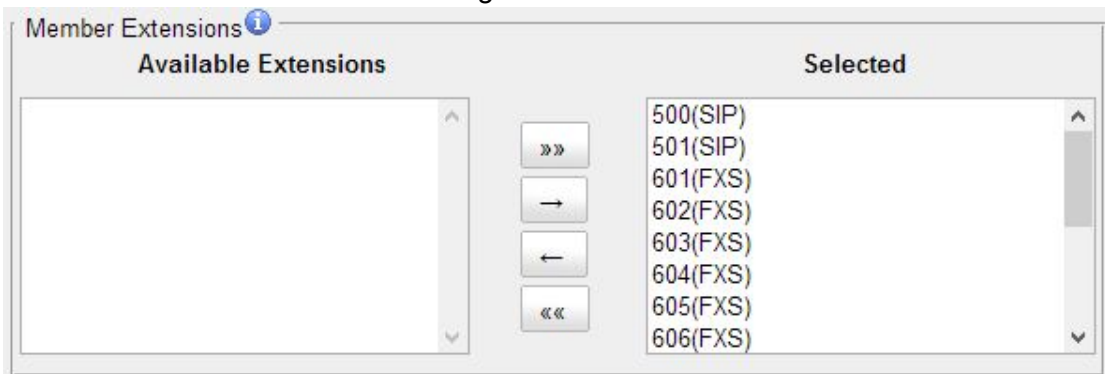 Member Extensions
Available Extensions
Selected
500(SIP)
501(SIP)
601(FXS)
602(FXS)
603(FXS)
604(FXS)
605(FXS)
606(FXS)
»»
→
←
««